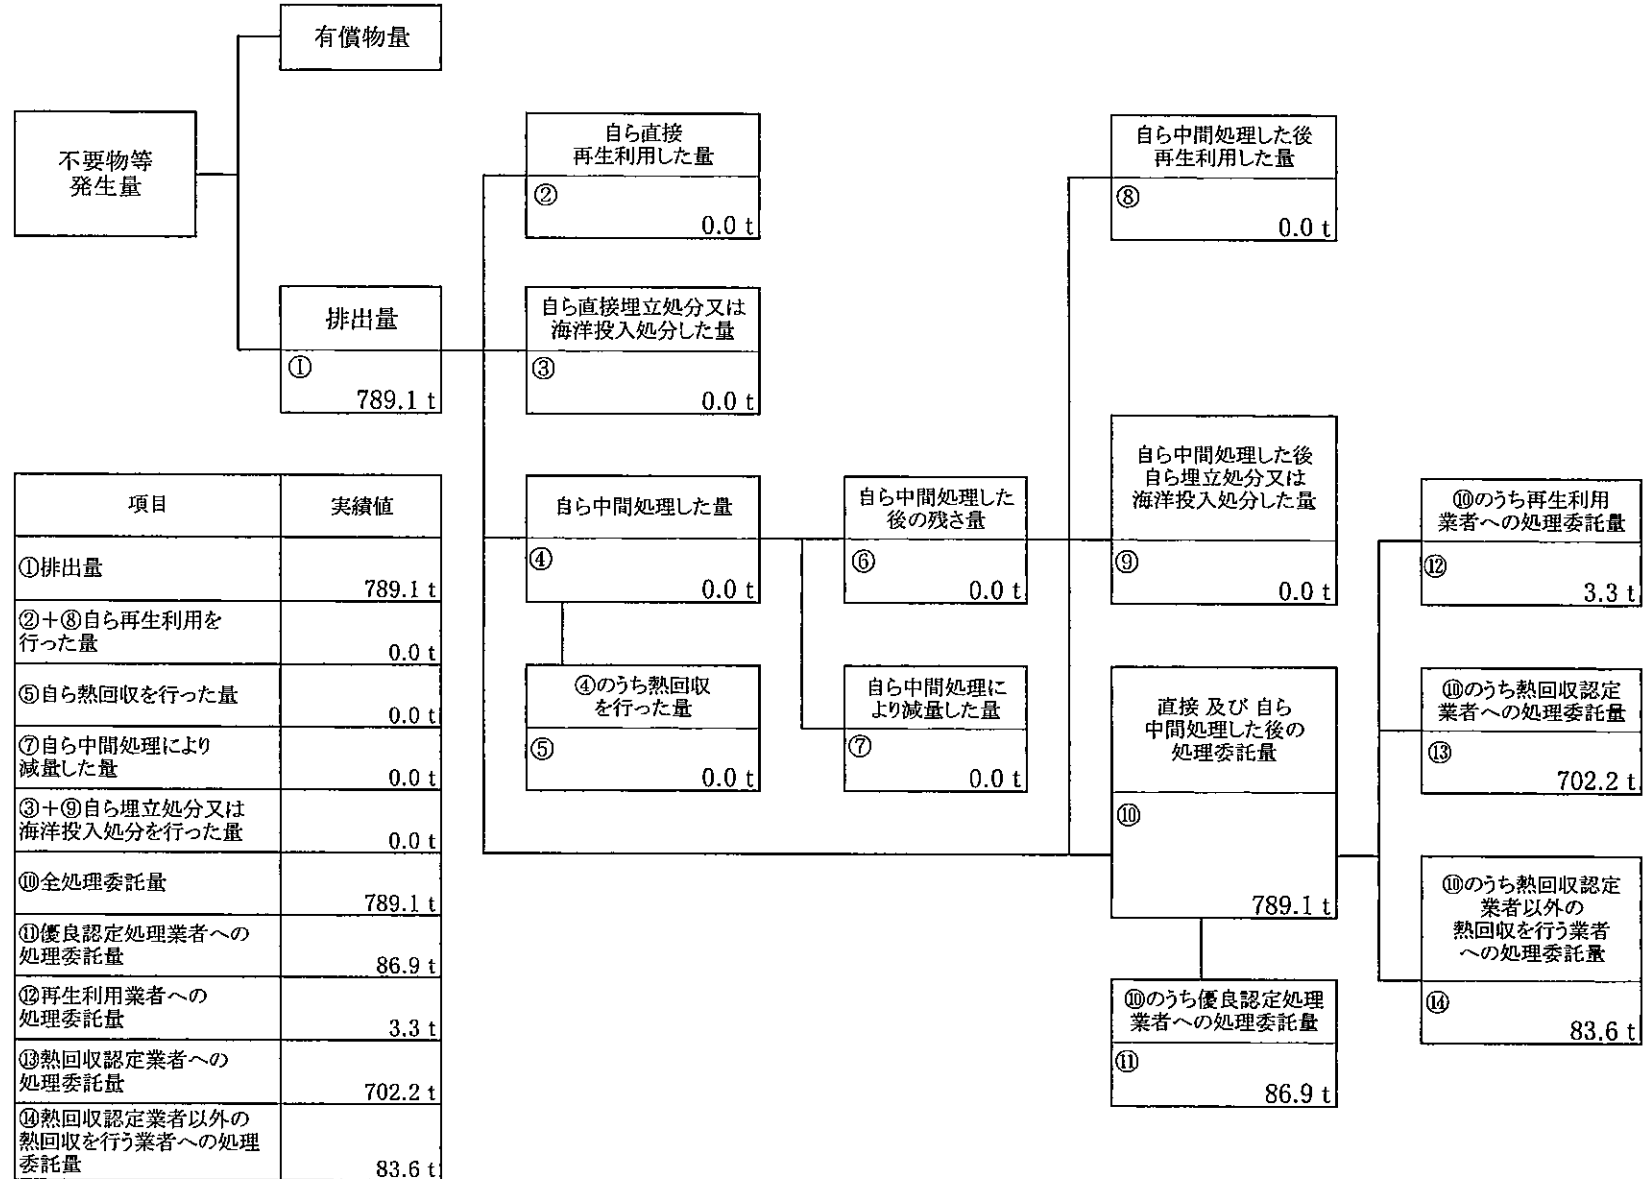 有償物量
不要物等
発生量
排出量
①
789.1 t
自ら直接
再生利用した量
②
0.0 t
自ら直接埋立処分又は
海洋投入処分した量
③
0.0 t
自ら中間処理した量
④
0.0 t
④のうち熱回収
を行った量
⑤
0.0 t
自ら中間処理した
後の残さ量
⑥
0.0 t
自ら中間処理に
より減量した量
⑦
0.0 t
自ら中間処理した後
再生利用した量
⑧
0.0 t
自ら中間処理した後
自ら埋立処分又は
海洋投入処分した量
⑨
0.0 t
直接 及び 自ら
中間処理した後の
処理委託量
⑩
789.1 t
⑩のうち優良認定処理
業者への処理委託量
⑪
86.9 t
⑩のうち再生利用
業者への処理委託量
⑫
3.3 t
⑩のうち熱回収認定
業者への処理委託量
⑬
702.2 t
⑩のうち熱回収認定
業者以外の
熱回収を行う業者
への処理委託量
⑭
83.6 t
項目 実績値
①排出量
789.1 t
②+⑧自ら再生利用を
行った量
0.0 t
⑤自ら熱回収を行った量
0.0 t
⑦自ら中間処理により
減量した量
0.0 t
③+⑨自ら埋立処分又は
海洋投入処分を行った量
0.0 t
⑩全処理委託量
789.1 t
⑪優良認定処理業者への
処理委託量
86.9 t
⑫再生利用業者への
処理委託量
3.3 t
⑬熱回収認定業者への
処理委託量
702.2 t
⑭熱回収認定業者以外の
熱回収を行う業者への処理
委託量
83.6 t